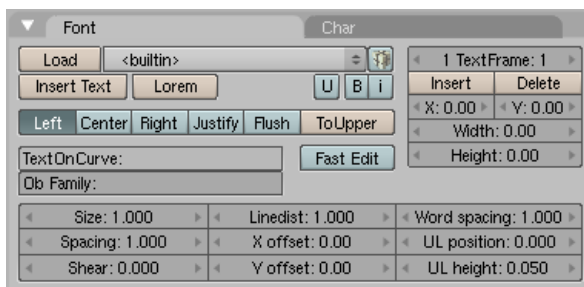 Font Char
Load <builtin>
1 TextFrame: 1
Insert Text Lorem U B i
Insert Delete
X: 0.00 Y: 0.00
Left Center Right Justify Flush ToUpper
Width: 0.00
TextOnCurve: Fast Edit
Height: 0.00
Ob Family:
Size: 1.000 Linedist: 1.000 Word spacing: 1.000
Spacing: 1.000 X offset: 0.00 UL position: 0.000
Shear: 0.000 Y offset: 0.00 UL height: 0.050